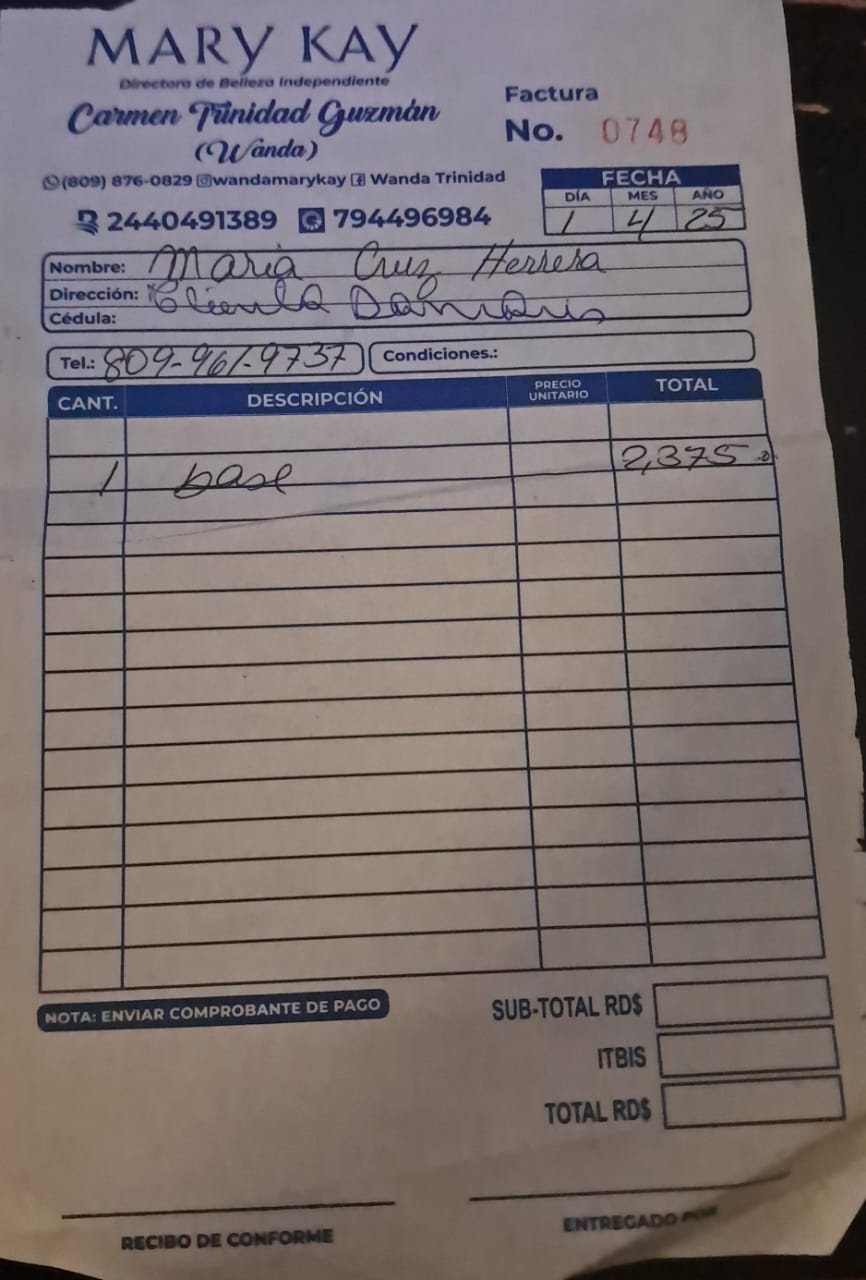 MARY KAY
Directora de Belleza Independiente
Carmen Trinidad Guzmán
(Wanda)
Factura
No. 0748
(809) 876-0829 wandamarykay Wanda Trinidad
2440491389 794496984
FECHA
DÍA MES AÑO
1 4 25
Nombre: Maria Cruz Herrera
Dirección: Clienta Damaris
Cédula:
Tel.: 809-961-9737 Condiciones.:
CANT. DESCRIPCIÓN PRECIO UNITARIO TOTAL
1 base 2,375.0
NOTA: ENVIAR COMPROBANTE DE PAGO
SUB-TOTAL RD$
ITBIS
TOTAL RD$
RECIBO DE CONFORME
ENTREGADO POR